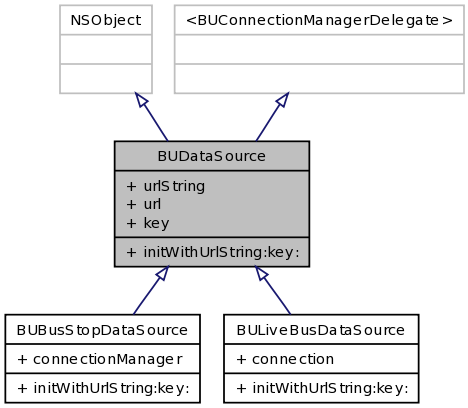 NSObject
<BUConnectionManagerDelegate>
BUDataSource
+ urlString
+ url
+ key
+ initWithUrlString:key:
BUBusStopDataSource
+ connectionManager
+ initWithUrlString:key:
BULiveBusDataSource
+ connection
+ initWithUrlString:key: